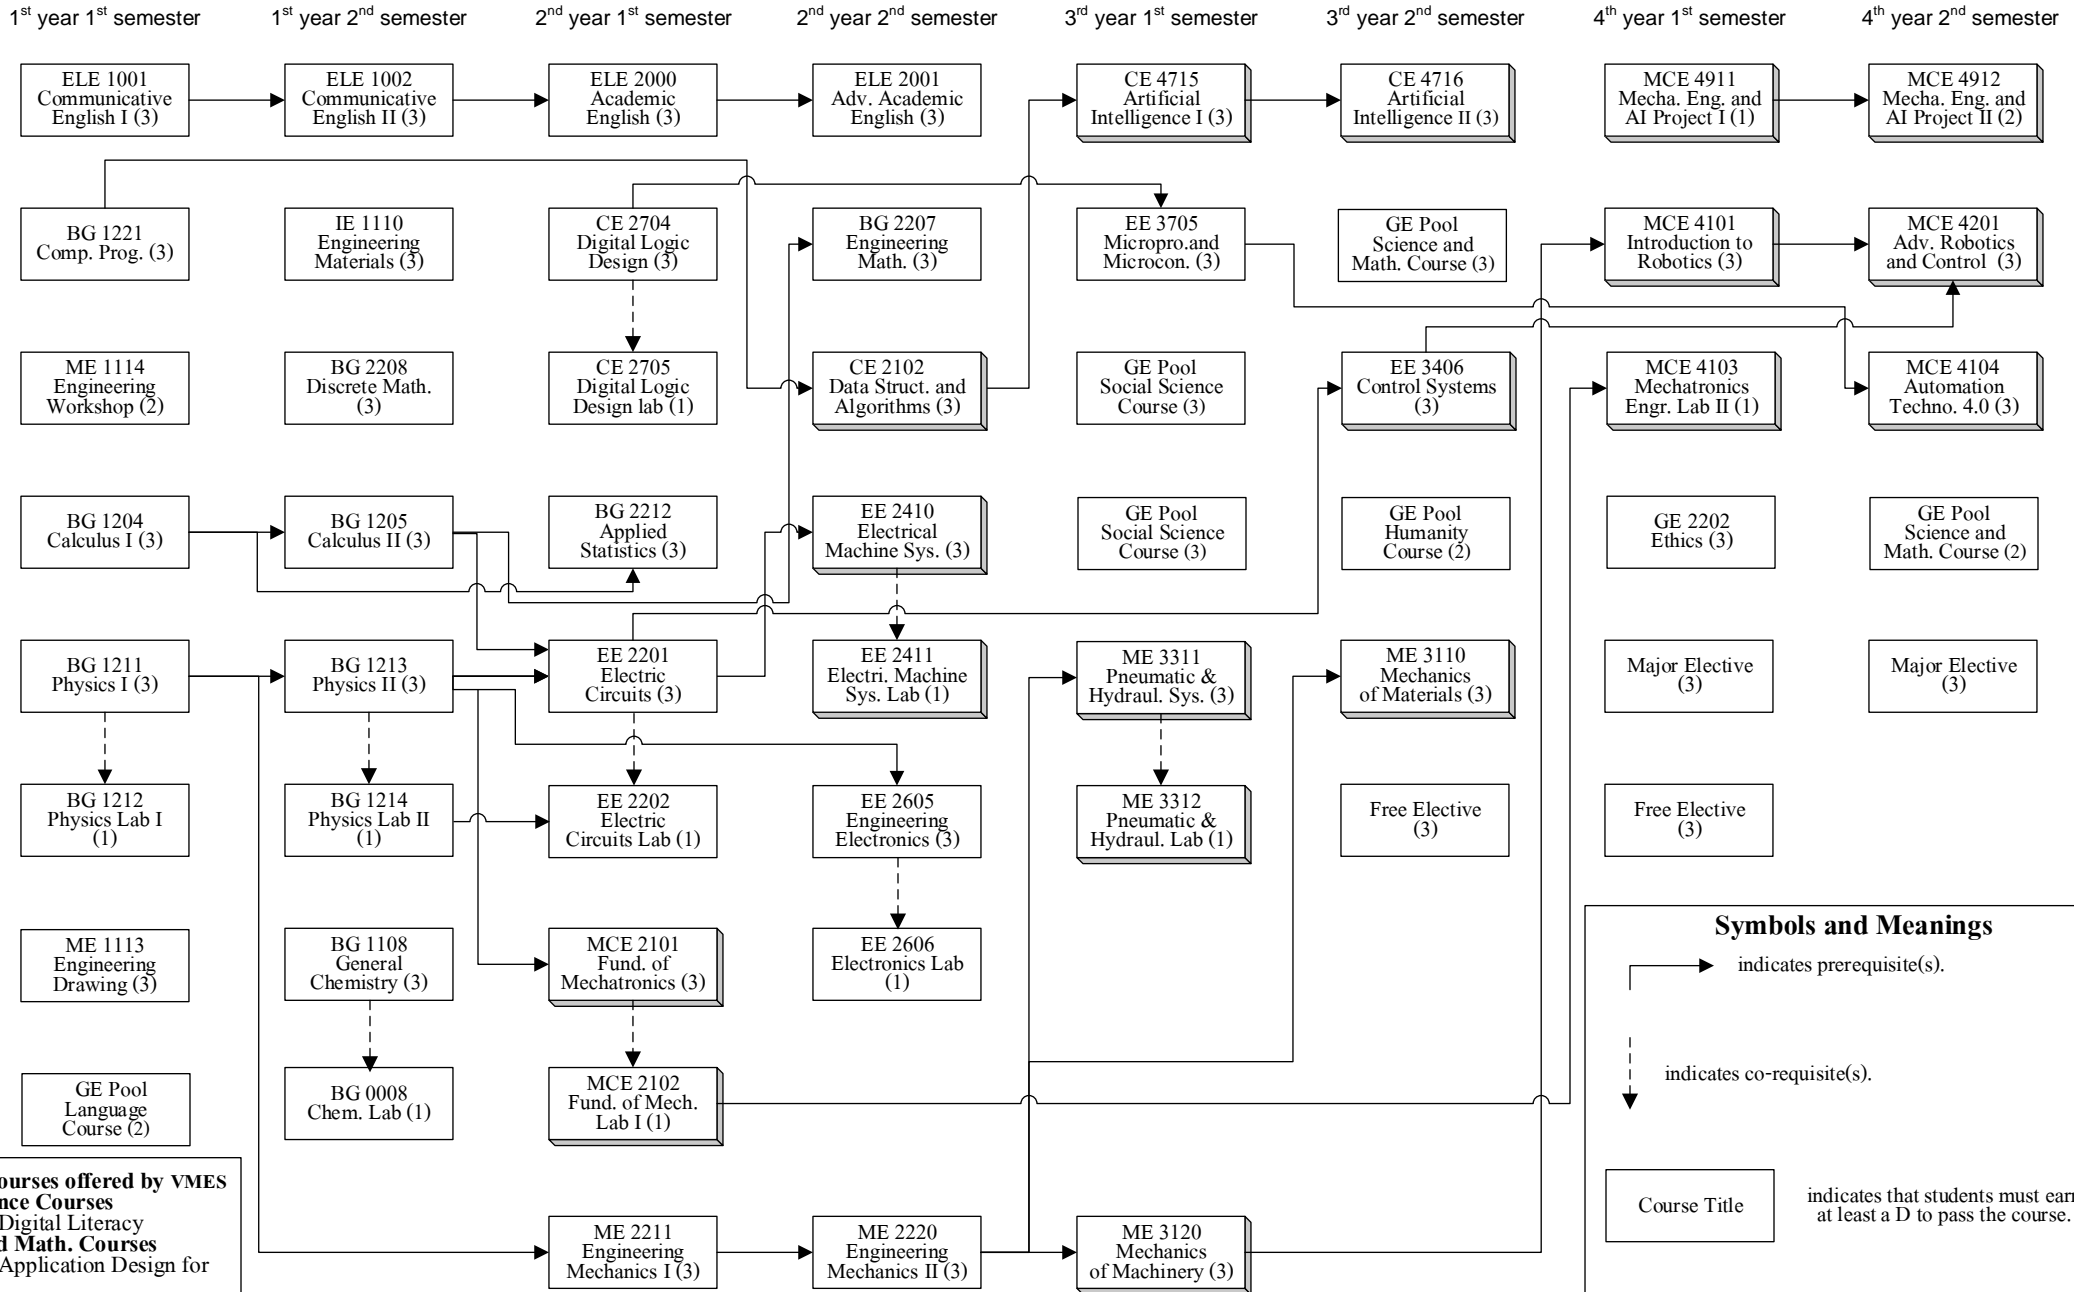 1st year 1st semester
1st year 2nd semester
2nd year 1st semester
2nd year 2nd semester
3rd year 1st semester
3rd year 2nd semester
4th year 1st semester
4th year 2nd semester
ELE 1001
Communicative
English I (3)
ELE 1002
Communicative
English II (3)
ELE 2000
Academic
English (3)
ELE 2001
Adv. Academic
English (3)
CE 4715
Artificial
Intelligence I (3)
CE 4716
Artificial
Intelligence II (3)
MCE 4911
Mecha. Eng. and
AI Project I (1)
MCE 4912
Mecha. Eng. and
AI Project II (2)
BG 1221
Comp. Prog. (3)
IE 1110
Engineering
Materials (3)
CE 2704
Digital Logic
Design (3)
BG 2207
Engineering
Math. (3)
EE 3705
Micropro.and
Microcon. (3)
GE Pool
Science and
Math. Course (3)
MCE 4101
Introduction to
Robotics (3)
MCE 4201
Adv. Robotics
and Control (3)
ME 1114
Engineering
Workshop (2)
BG 2208
Discrete Math.
(3)
CE 2705
Digital Logic
Design lab (1)
CE 2102
Data Struct. and
Algorithms (3)
GE Pool
Social Science
Course (3)
EE 3406
Control Systems
(3)
MCE 4103
Mechatronics
Engr. Lab II (1)
MCE 4104
Automation
Techno. 4.0 (3)
BG 1204
Calculus I (3)
BG 1205
Calculus II (3)
BG 2212
Applied
Statistics (3)
EE 2410
Electrical
Machine Sys. (3)
GE Pool
Social Science
Course (3)
GE Pool
Humanity
Course (2)
GE 2202
Ethics (3)
GE Pool
Science and
Math. Course (2)
BG 1211
Physics I (3)
BG 1213
Physics II (3)
EE 2201
Electric
Circuits (3)
EE 2411
Electri. Machine
Sys. Lab (1)
ME 3311
Pneumatic &
Hydraul. Sys. (3)
ME 3110
Mechanics
of Materials (3)
Major Elective
(3)
Major Elective
(3)
BG 1212
Physics Lab I
(1)
BG 1214
Physics Lab II
(1)
EE 2202
Electric
Circuits Lab (1)
EE 2605
Engineering
Electronics (3)
ME 3312
Pneumatic &
Hydraul. Lab (1)
Free Elective
(3)
Free Elective
(3)
ME 1113
Engineering
Drawing (3)
BG 1108
General
Chemistry (3)
MCE 2101
Fund. of
Mechatronics (3)
EE 2606
Electronics Lab
(1)
GE Pool
Language
Course (2)
BG 0008
Chem. Lab (1)
MCE 2102
Fund. of Mech.
Lab I (1)
ME 2211
Engineering
Mechanics I (3)
ME 2220
Engineering
Mechanics II (3)
ME 3120
Mechanics
of Machinery (3)
Symbols and Meanings
indicates prerequisite(s).
indicates co-requisite(s).
Course Title
indicates that students must earn
at least a D to pass the course.
offered by VMES
Courses
Digital Literacy
Math. Courses
Application Design for